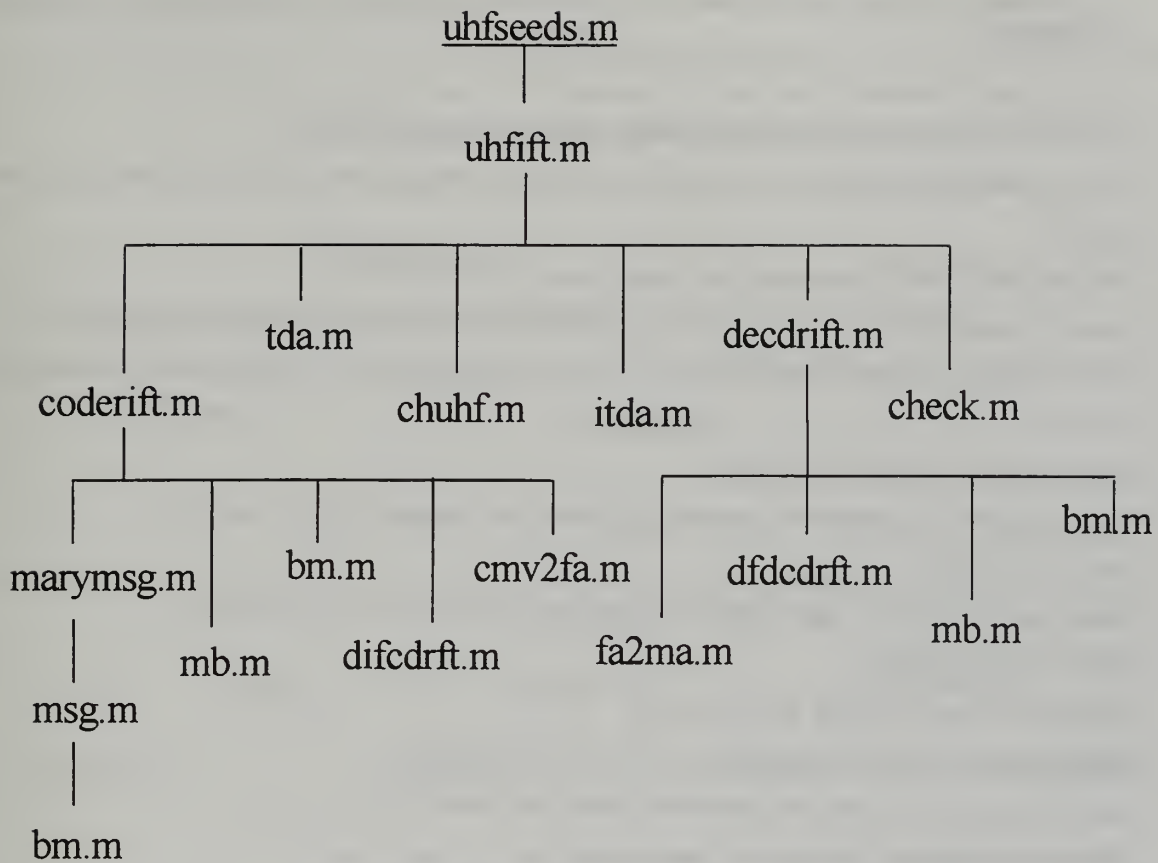 uhfseeds.m
uhfift.m
tda.m
decdrift.m
coderift.m
chuhf.m
itda.m
check.m
marymsg.m
bm.m
cmv2fa.m
dfdcdrft.m
bm.m
mb.m
difcdrft.m
fa2ma.m
mb.m
msg.m
bm.m